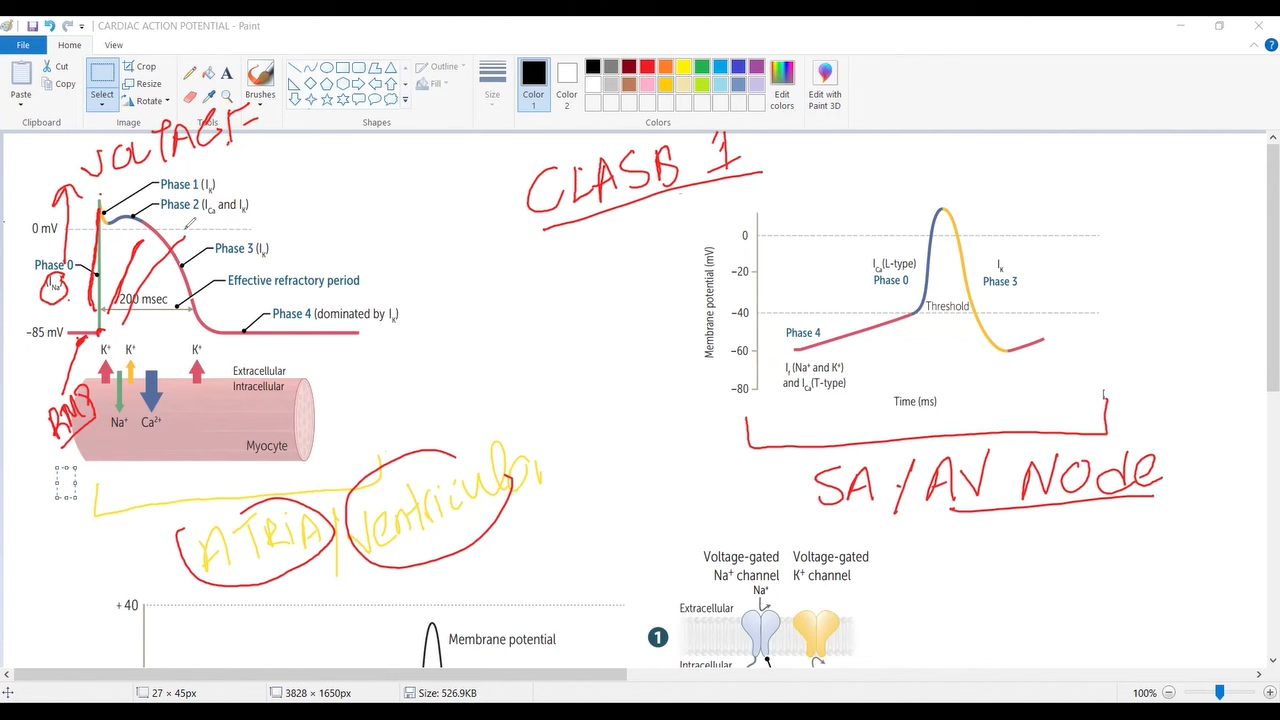 CARDIAC ACTION POTENTIAL - Paint
File
Home
View
Paste
Cut
Copy
Clipboard
Select
Crop
Resize
Rotate
Image
Tools
Brushes
Shapes
Outline
Fill
Size
Color 1
Color 2
Edit colors
Edit with Paint 3D
Colors
VOLTAGE
CLASS 1
Phase 1 (IK)
Phase 2 (ICa and IK)
0 mV
Phase 3 (IK)
Phase 0
(INa)
Effective refractory period
200 msec
Phase 4 (dominated by IK)
−85 mV
K+ K+ K+
Extracellular
Intracellular
RMP
Na+ Ca2+
Myocyte
ATRIA / Ventricular
Membrane potential (mV)
0
−20
−40
−60
−80
ICa(L-type)
Phase 0
IK
Phase 3
Threshold
Phase 4
If (Na+ and K+)
and ICa(T-type)
Time (ms)
SA / AV NODE
+40
Membrane potential
Voltage-gated Na+ channel
Voltage-gated K+ channel
Na+
Extracellular
1
Intracellular
27 × 45px
3828 × 1650px
Size: 526.9KB
100%